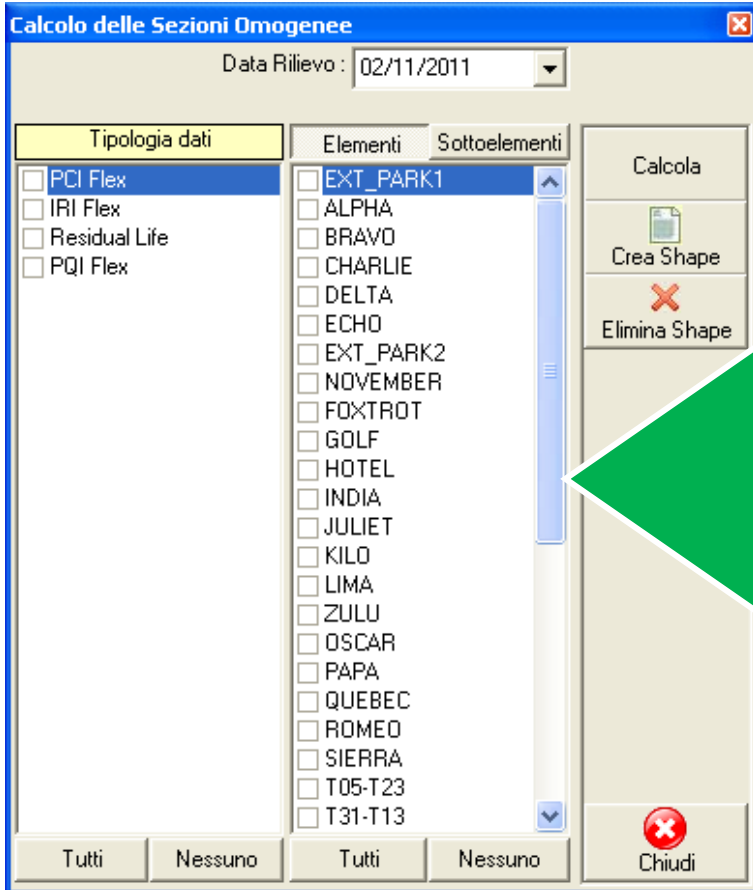 Calcolo delle Sezioni Omogenee
Data Rilievo : 02/11/2011
Tipologia dati
PCI Flex
IRI Flex
Residual Life
PQI Flex
Tutti Nessuno
Elementi Sottoelementi
EXT_PARK1
ALPHA
BRAVO
CHARLIE
DELTA
ECHO
EXT_PARK2
NOVEMBER
FOXTROT
GOLF
HOTEL
INDIA
JULIET
KILO
LIMA
ZULU
OSCAR
PAPA
QUEBEC
ROMEO
SIERRA
T05-T23
T31-T13
Tutti Nessuno
Calcola
Crea Shape
Elimina Shape
Chiudi